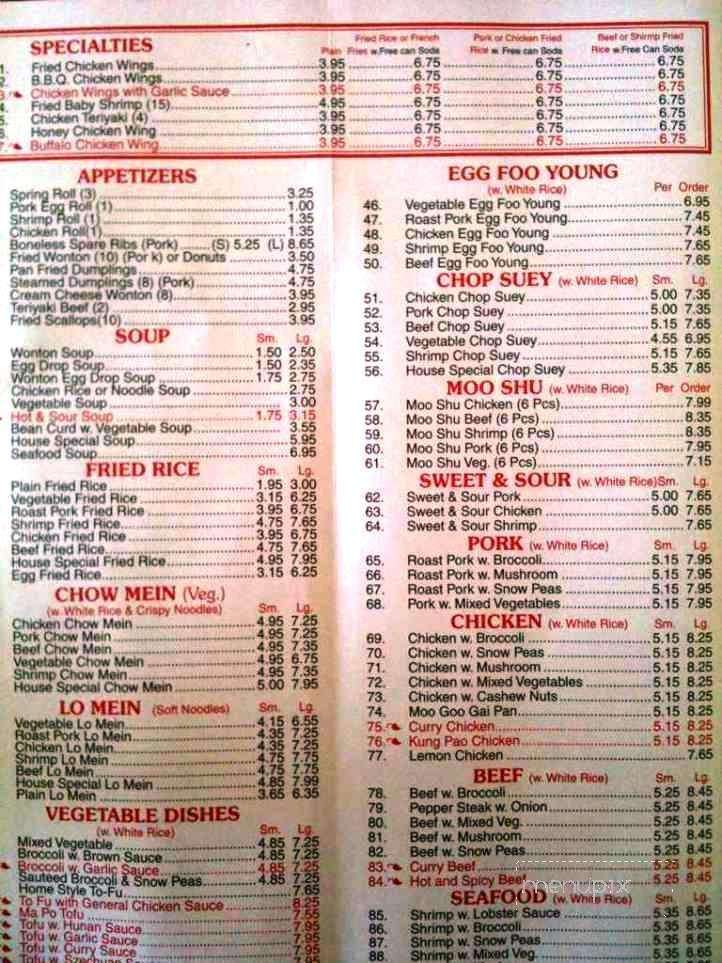 SPECIALTIES
Fried Rice or French Pork or Chicken Fried Beef or Shirmp Fried
Plain Fries w.Free can Soda Rice w. Free can Soda Rice w.Free Can Soda
1. Fried Chicken Wings 3.95 6.75 6.75 6.75
2. B.B.Q. Chicken Wings 3.95 6.75 6.75 6.75
3. Chicken Wings with Garlic Sauce 3.95 6.75 6.75 6.75
4. Fried Baby Shrimp (15) 4.95 6.75 6.75 6.75
5. Chicken Teriyaki (4) 3.95 6.75 6.75 6.75
6. Honey Chicken Wing 3.95 6.75 6.75 6.75
7. Buffalo Chicken Wing 3.95 6.75 6.75 6.75
APPETIZERS
Spring Roll (3) 3.25
Pork Egg Roll (1) 1.00
Shrimp Roll (1) 1.35
Chicken Roll(1) 1.35
Boneless Spare Ribs (Pork) (S) 5.25 (L) 8.65
Fried Wonton (10) (Por k) or Donuts 3.50
Pan Fried Dumplings 4.75
Steamed Dumplings (8) (Pork) 4.75
Cream Cheese Wonton (8) 3.95
Teriyaki Beef (2) 2.95
Fried Scallops(10) 3.95
SOUP Sm. Lg.
Wonton Soup 1.50 2.50
Egg Drop Soup 1.50 2.35
Wonton Egg Drop Soup 1.75 2.75
Chicken Rice or Noodle Soup 2.75
Vegetable Soup 3.00
Hot & Sour Soup 1.75 3.15
Bean Curd w. Vegetable Soup 3.55
House Special Soup 5.95
Seafood Soup 6.95
FRIED RICE Sm. Lg.
Plain Fried Rice 1.95 3.00
Vegetable Fried Rice 3.15 6.25
Roast Pork Fried Rice 3.95 6.75
Shrimp Fried Rice 4.75 7.65
Chicken Fried Rice 3.95 6.75
Beef Fried Rice 4.75 7.65
House Special Fried Rice 4.95 7.95
Egg Fried Rice 3.15 6.25
CHOW MEIN (Veg.)
(w. White Rice & Crispy Noodles) Sm. Lg.
Chicken Chow Mein 4.95 7.25
Pork Chow Mein 4.95 7.25
Beef Chow Mein 4.95 7.35
Vegetable Chow Mein 4.95 6.75
Shrimp Chow Mein 4.95 7.35
House Special Chow Mein 5.00 7.95
LO MEIN (Soft Noodles) Sm. Lg.
Vegetable Lo Mein 4.15 6.55
Roast Pork Lo Mein 4.35 7.25
Chicken Lo Mein 4.35 7.25
Shrimp Lo Mein 4.75 7.75
Beef Lo Mein 4.75 7.75
House Special Lo Mein 4.85 7.99
Plain Lo Mein 3.65 6.35
VEGETABLE DISHES
(w. White Rice) Sm. Lg.
Mixed Vegetable 4.85 7.25
Broccoli w. Brown Sauce 4.85 7.25
Broccoli w. Garlic Sauce 4.85 7.25
Sauteed Broccoli & Snow Peas 4.85 7.25
Home Style To-Fu 7.65
To Fu with General Chicken Sauce 8.25
Ma Po Tofu 7.55
Tofu w. Hunan Sauce 7.95
Tofu w. Garlic Sauce 7.95
Tofu w. Curry Sauce 7.95
Tofu w. Szechuan 7.95
EGG FOO YOUNG
(w. White Rice) Per Order
46. Vegetable Egg Foo Young 6.95
47. Roast Pork Egg Foo Young 7.45
48. Chicken Egg Foo Young 7.45
49. Shrimp Egg Foo Young 7.65
50. Beef Egg Foo Young 7.65
CHOP SUEY (w. White Rice) Sm. Lg.
51. Chicken Chop Suey 5.00 7.35
52. Pork Chop Suey 5.00 7.35
53. Beef Chop Suey 5.15 7.65
54. Vegetable Chop Suey 4.55 6.95
55. Shrimp Chop Suey 5.15 7.65
56. House Special Chop Suey 5.35 7.85
MOO SHU (w. White Rice) Per Order
57. Moo Shu Chicken (6 Pcs) 7.99
58. Moo Shu Beef (6 Pcs) 8.35
59. Moo Shu Shrimp (6 Pcs) 8.35
60. Moo Shu Pork (6 Pcs) 7.95
61. Moo Shu Veg. (6 Pcs) 7.15
SWEET & SOUR (w. White Rice)Sm. Lg.
62. Sweet & Sour Pork 5.00 7.65
63. Sweet & Sour Chicken 5.00 7.65
64. Sweet & Sour Shrimp 7.65
PORK (w. White Rice) Sm. Lg.
65. Roast Pork w. Broccoli 5.15 7.95
66. Roast Pork w. Mushroom 5.15 7.95
67. Roast Pork w. Snow Peas 5.15 7.95
68. Pork w. Mixed Vegetables 5.15 7.95
CHICKEN (w. White Rice) Sm. Lg.
69. Chicken w. Broccoli 5.15 8.25
70. Chicken w. Snow Peas 5.15 8.25
71. Chicken w. Mushroom 5.15 8.25
72. Chicken w. Mixed Vegetables 5.15 8.25
73. Chicken w. Cashew Nuts 5.15 8.25
74. Moo Goo Gai Pan 5.15 8.25
75. Curry Chicken 5.15 8.25
76. Kung Pao Chicken 5.15 8.25
77. Lemon Chicken 7.65
BEEF (w. White Rice) Sm. Lg.
78. Beef w. Broccoli 5.25 8.45
79. Pepper Steak w. Onion 5.25 8.45
80. Beef w. Mixed Veg. 5.25 8.45
81. Beef w. Mushroom 5.25 8.45
82. Beef w. Snow Peas 5.25 8.45
83. Curry Beef 5.25 8.45
84. Hot and Spicy Beef 5.25 8.45
menupix
SEAFOOD (w. White Rice) Sm. Lg.
85. Shrimp w. Lobster Sauce 5.35 8.65
86. Shrimp w. Broccoli 5.35 8.65
87. Shrimp w. Snow Peas 5.35 8.65
88. Shrimp w. Mixed Veg. 5.35 8.65